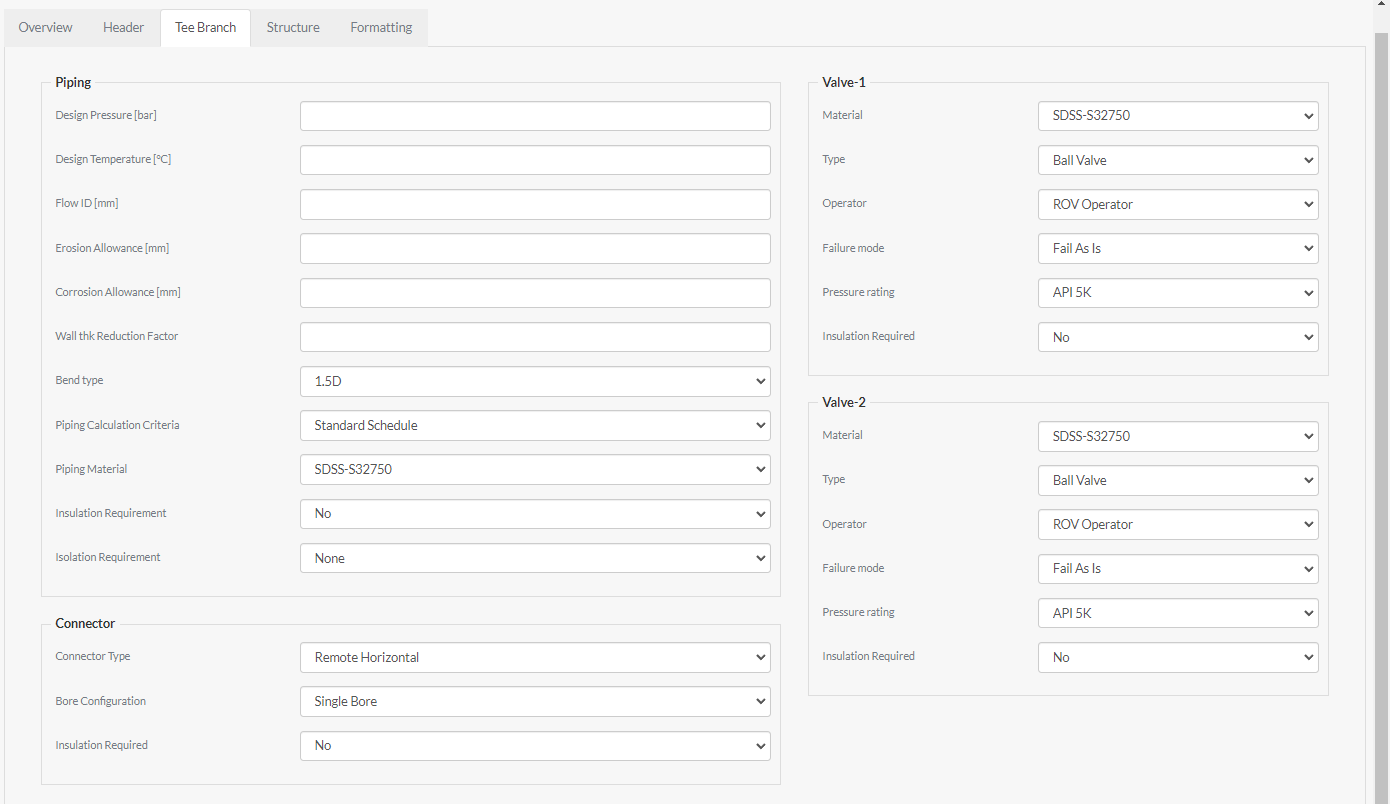 Overview Header Tee Branch Structure Formatting
Piping
Design Pressure [bar]
Design Temperature [°C]
Flow ID [mm]
Erosion Allowance [mm]
Corrosion Allowance [mm]
Wall thk Reduction Factor
Bend type 1.5D
Piping Calculation Criteria Standard Schedule
Piping Material SDSS-S32750
Insulation Requirement No
Isolation Requirement None
Connector
Connector Type Remote Horizontal
Bore Configuration Single Bore
Insulation Required No
Valve-1
Material SDSS-S32750
Type Ball Valve
Operator ROV Operator
Failure mode Fail As Is
Pressure rating API 5K
Insulation Required No
Valve-2
Material SDSS-S32750
Type Ball Valve
Operator ROV Operator
Failure mode Fail As Is
Pressure rating API 5K
Insulation Required No